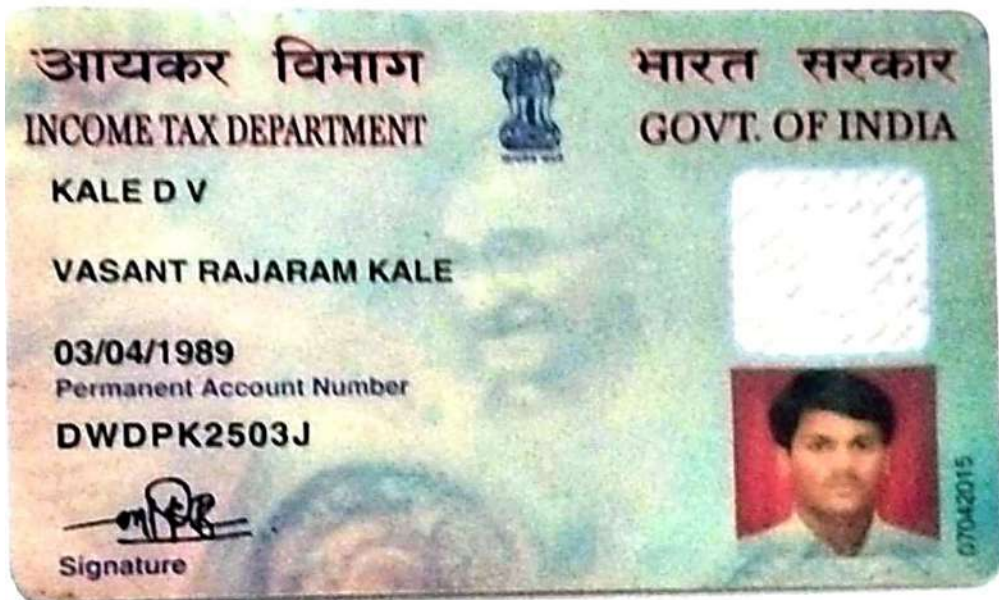 आयकर विभाग
भारत सरकार
INCOME TAX DEPARTMENT
GOVT. OF INDIA
KALE D V
VASANT RAJARAM KALE
03/04/1989
Permanent Account Number
DWDPK2503J
Signature
07042015